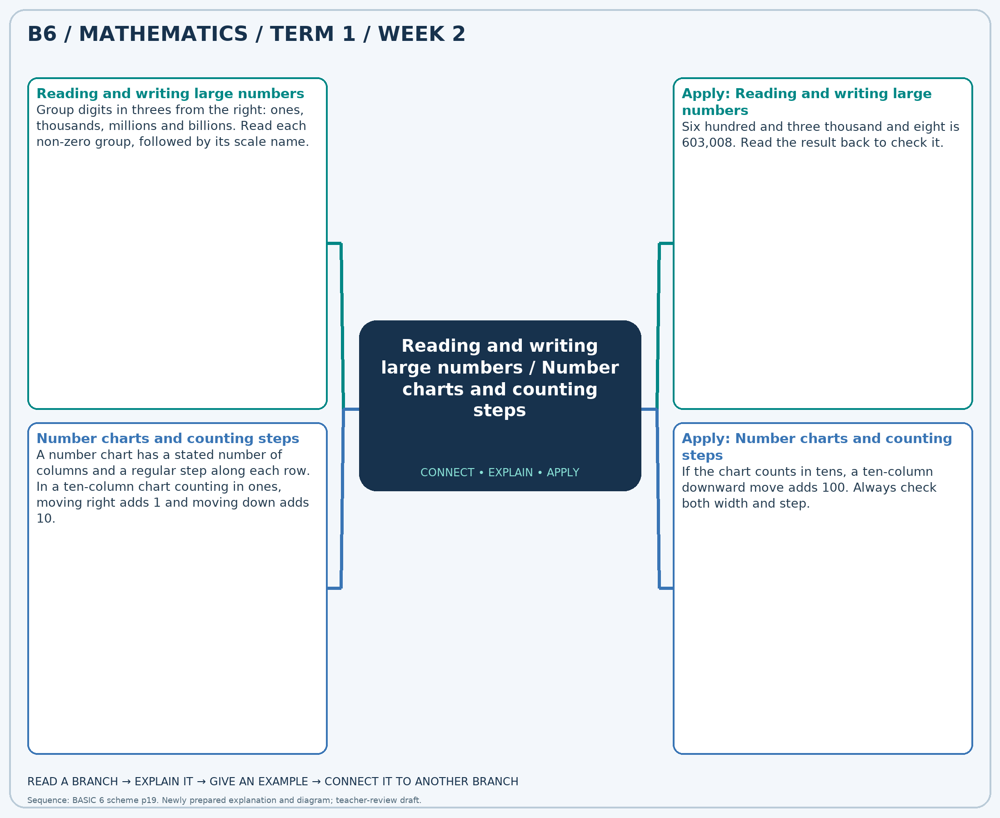 B6 / MATHEMATICS / TERM 1 / WEEK 2
Reading and writing large numbers
Group digits in threes from the right: ones,
thousands, millions and billions. Read each
non-zero group, followed by its scale name.
Apply: Reading and writing large
numbers
Six hundred and three thousand and eight is
603,008. Read the result back to check it.
Reading and writing
large numbers / Number
charts and counting
steps
CONNECT • EXPLAIN • APPLY
Number charts and counting steps
A number chart has a stated number of
columns and a regular step along each row.
In a ten-column chart counting in ones,
moving right adds 1 and moving down adds
10.
Apply: Number charts and counting
steps
If the chart counts in tens, a ten-column
downward move adds 100. Always check
both width and step.
READ A BRANCH → EXPLAIN IT → GIVE AN EXAMPLE → CONNECT IT TO ANOTHER BRANCH
Sequence: BASIC 6 scheme p19. Newly prepared explanation and diagram; teacher-review draft.